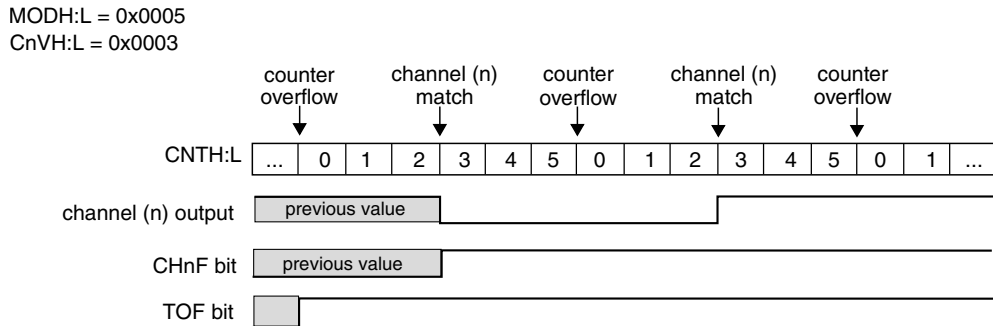 MODH:L = 0x0005
CnVH:L = 0x0003
counter overflow
channel (n) match
counter overflow
channel (n) match
counter overflow
CNTH:L ... 0 1 2 3 4 5 0 1 2 3 4 5 0 1 ...
channel (n) output previous value
CHnF bit previous value
TOF bit